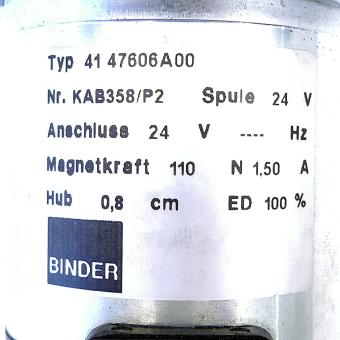 Typ 41 47606A00
Nr. KAB358/P2 Spule 24 V
Anschluss 24 V ---- Hz
Magnetkraft 110 N 1,50 A
Hub 0,8 cm ED 100 %
BINDER